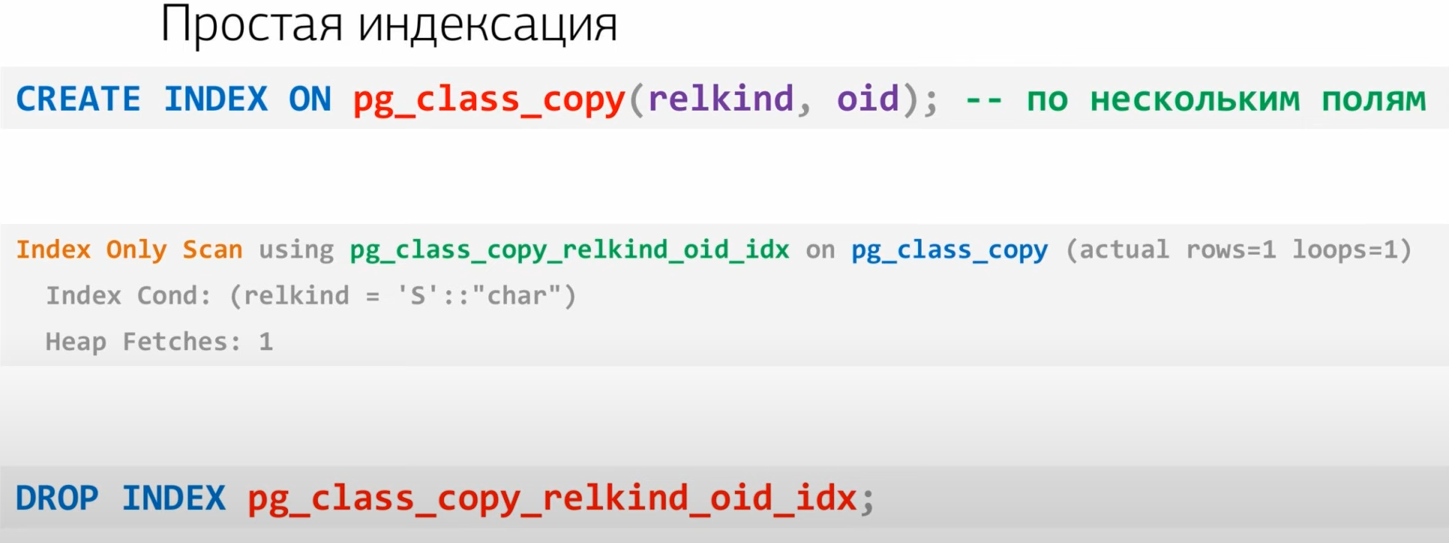 Простая индексация
CREATE INDEX ON pg_class_copy(relkind, oid); -- по нескольким полям
Index Only Scan using pg_class_copy_relkind_oid_idx on pg_class_copy (actual rows=1 loops=1)
Index Cond: (relkind = 'S'::"char")
Heap Fetches: 1
DROP INDEX pg_class_copy_relkind_oid_idx;